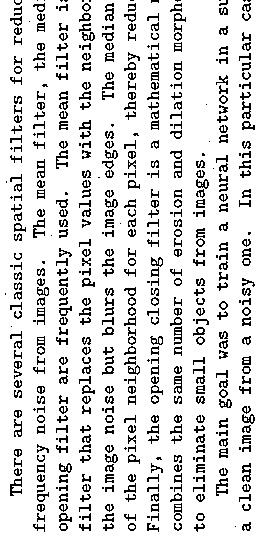 There are several classic spatial filters for reduc
frequency noise from images. The mean filter, the medi
opening filter are frequently used. The mean filter is
filter that replaces the pixel values with the neighbor
the image noise but blurs the image edges. The median
of the pixel neighborhood for each pixel, thereby reduc
Finally, the opening closing filter is a mathematical
combines the same number of erosion and dilation morpho
to eliminate small objects from images.
The main goal was to train a neural network in a su
a clean image from a noisy one. In this particular cas